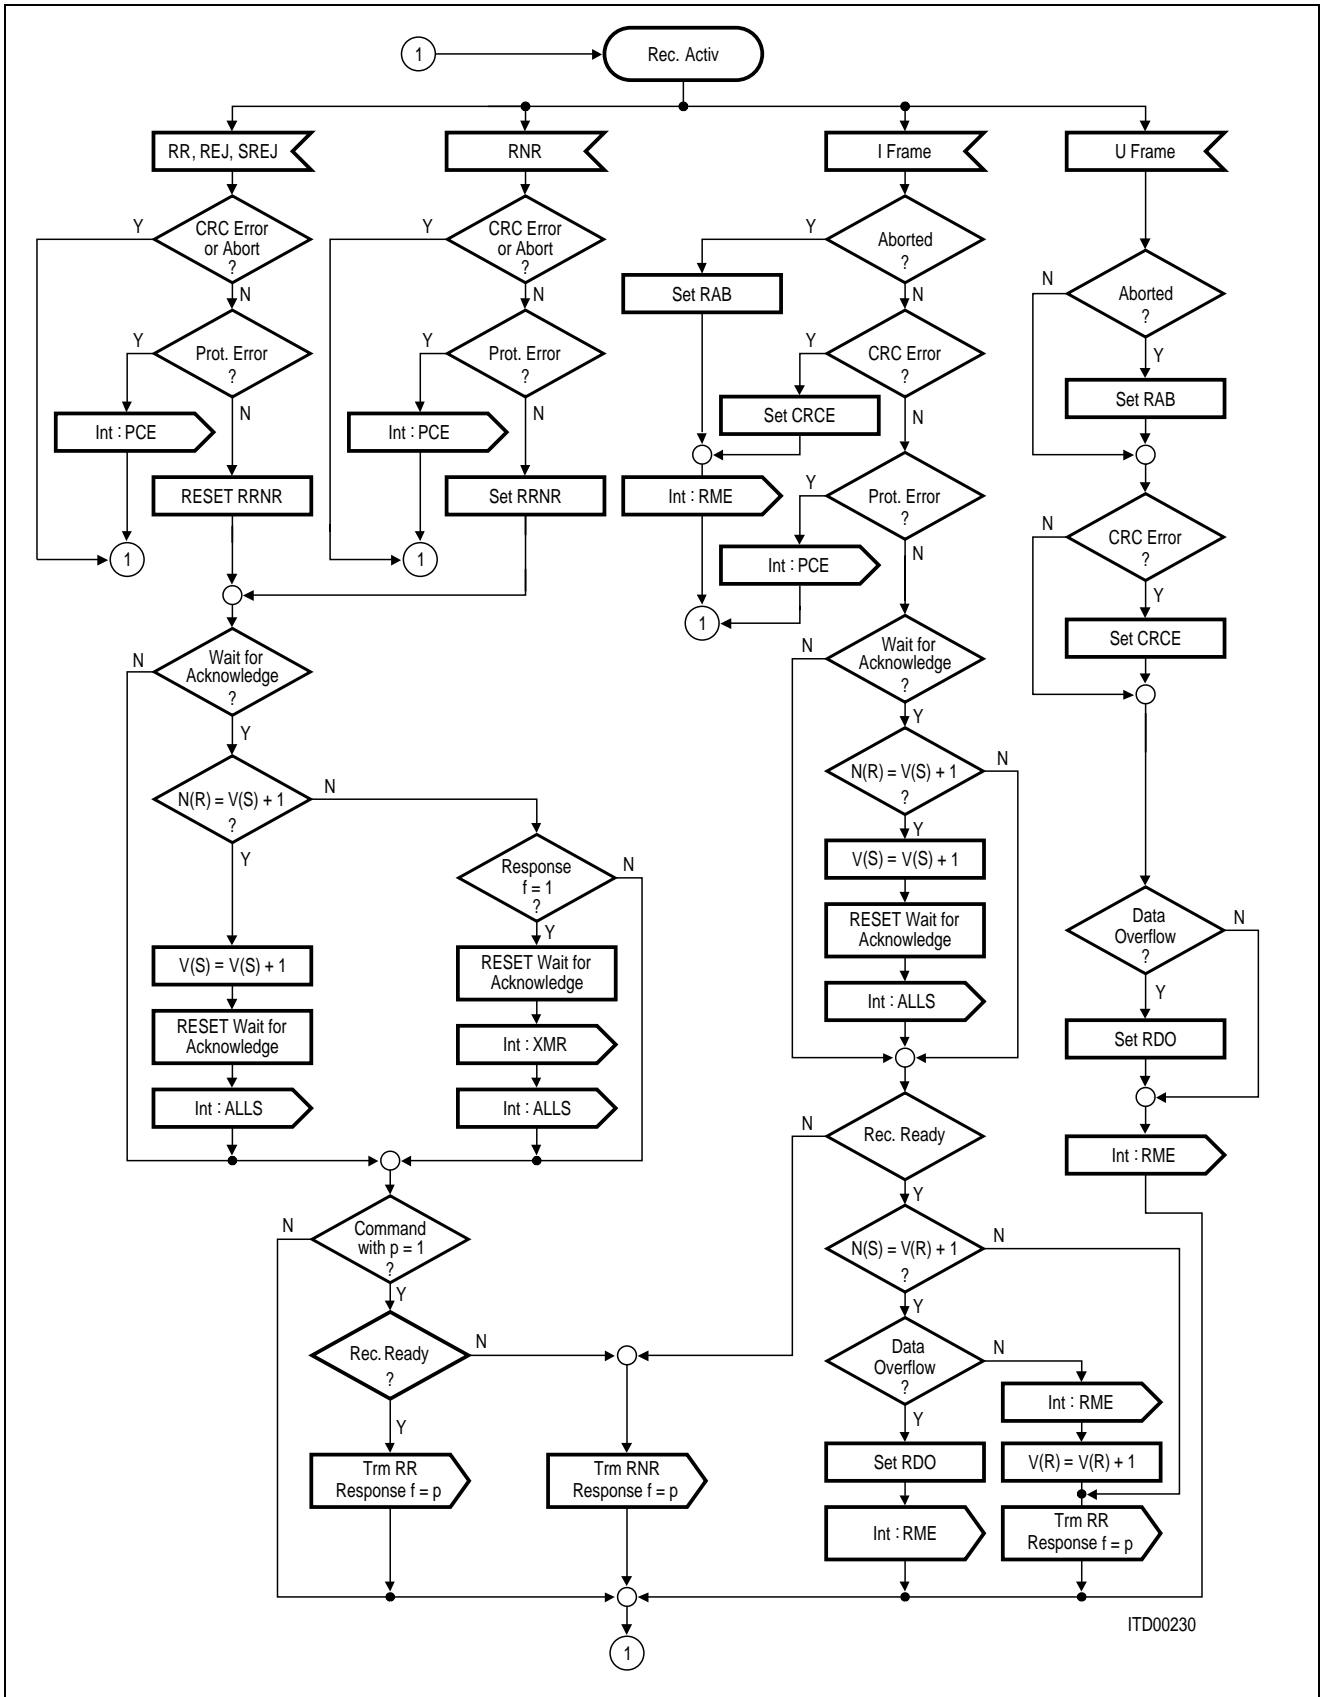 1
Rec. Activ
RR, REJ, SREJ
RNR
I Frame
U Frame
Y
CRC Error
or Abort
?
N
Y
CRC Error
or Abort
?
N
Y
Aborted
?
N
Set RAB
N
Aborted
?
Y
Set RAB
Y
Prot. Error
?
N
Int : PCE
RESET RRNR
1
Y
Prot. Error
?
N
Int : PCE
Set RRNR
1
Y
CRC Error
?
N
Set CRCE
Int : RME
Y
Prot. Error
?
N
Int : PCE
1
N
CRC Error
?
Y
Set CRCE
N
Wait for
Acknowledge
?
Y
N(R) = V(S) + 1
?
N
Y
Response
f = 1
?
N
Y
V(S) = V(S) + 1
RESET Wait for
Acknowledge
Int : ALLS
RESET Wait for
Acknowledge
Int : XMR
Int : ALLS
N
Wait for
Acknowledge
?
Y
N(R) = V(S) + 1
?
N
Y
V(S) = V(S) + 1
RESET Wait for
Acknowledge
Int : ALLS
Data
Overflow
?
N
Y
Set RDO
Int : RME
N
Rec. Ready
Y
N(S) = V(R) + 1
?
N
Y
Data
Overflow
?
N
Y
Int : RME
V(R) = V(R) + 1
Set RDO
Int : RME
Trm RR
Response f = p
N
Command
with p = 1
?
Y
Rec. Ready
?
N
Y
Trm RR
Response f = p
Trm RNR
Response f = p
1
ITD00230